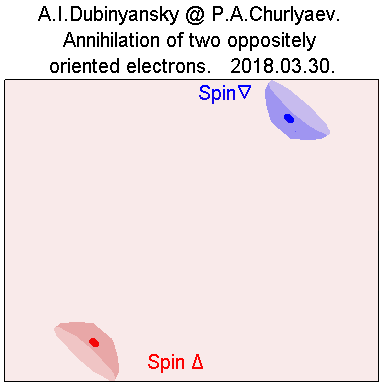 A.I.Dubinyansky @ P.A.Churlyaev.
Annihilation of two oppositely
oriented electrons. 2018.03.30.
Spin∇
Spin Δ